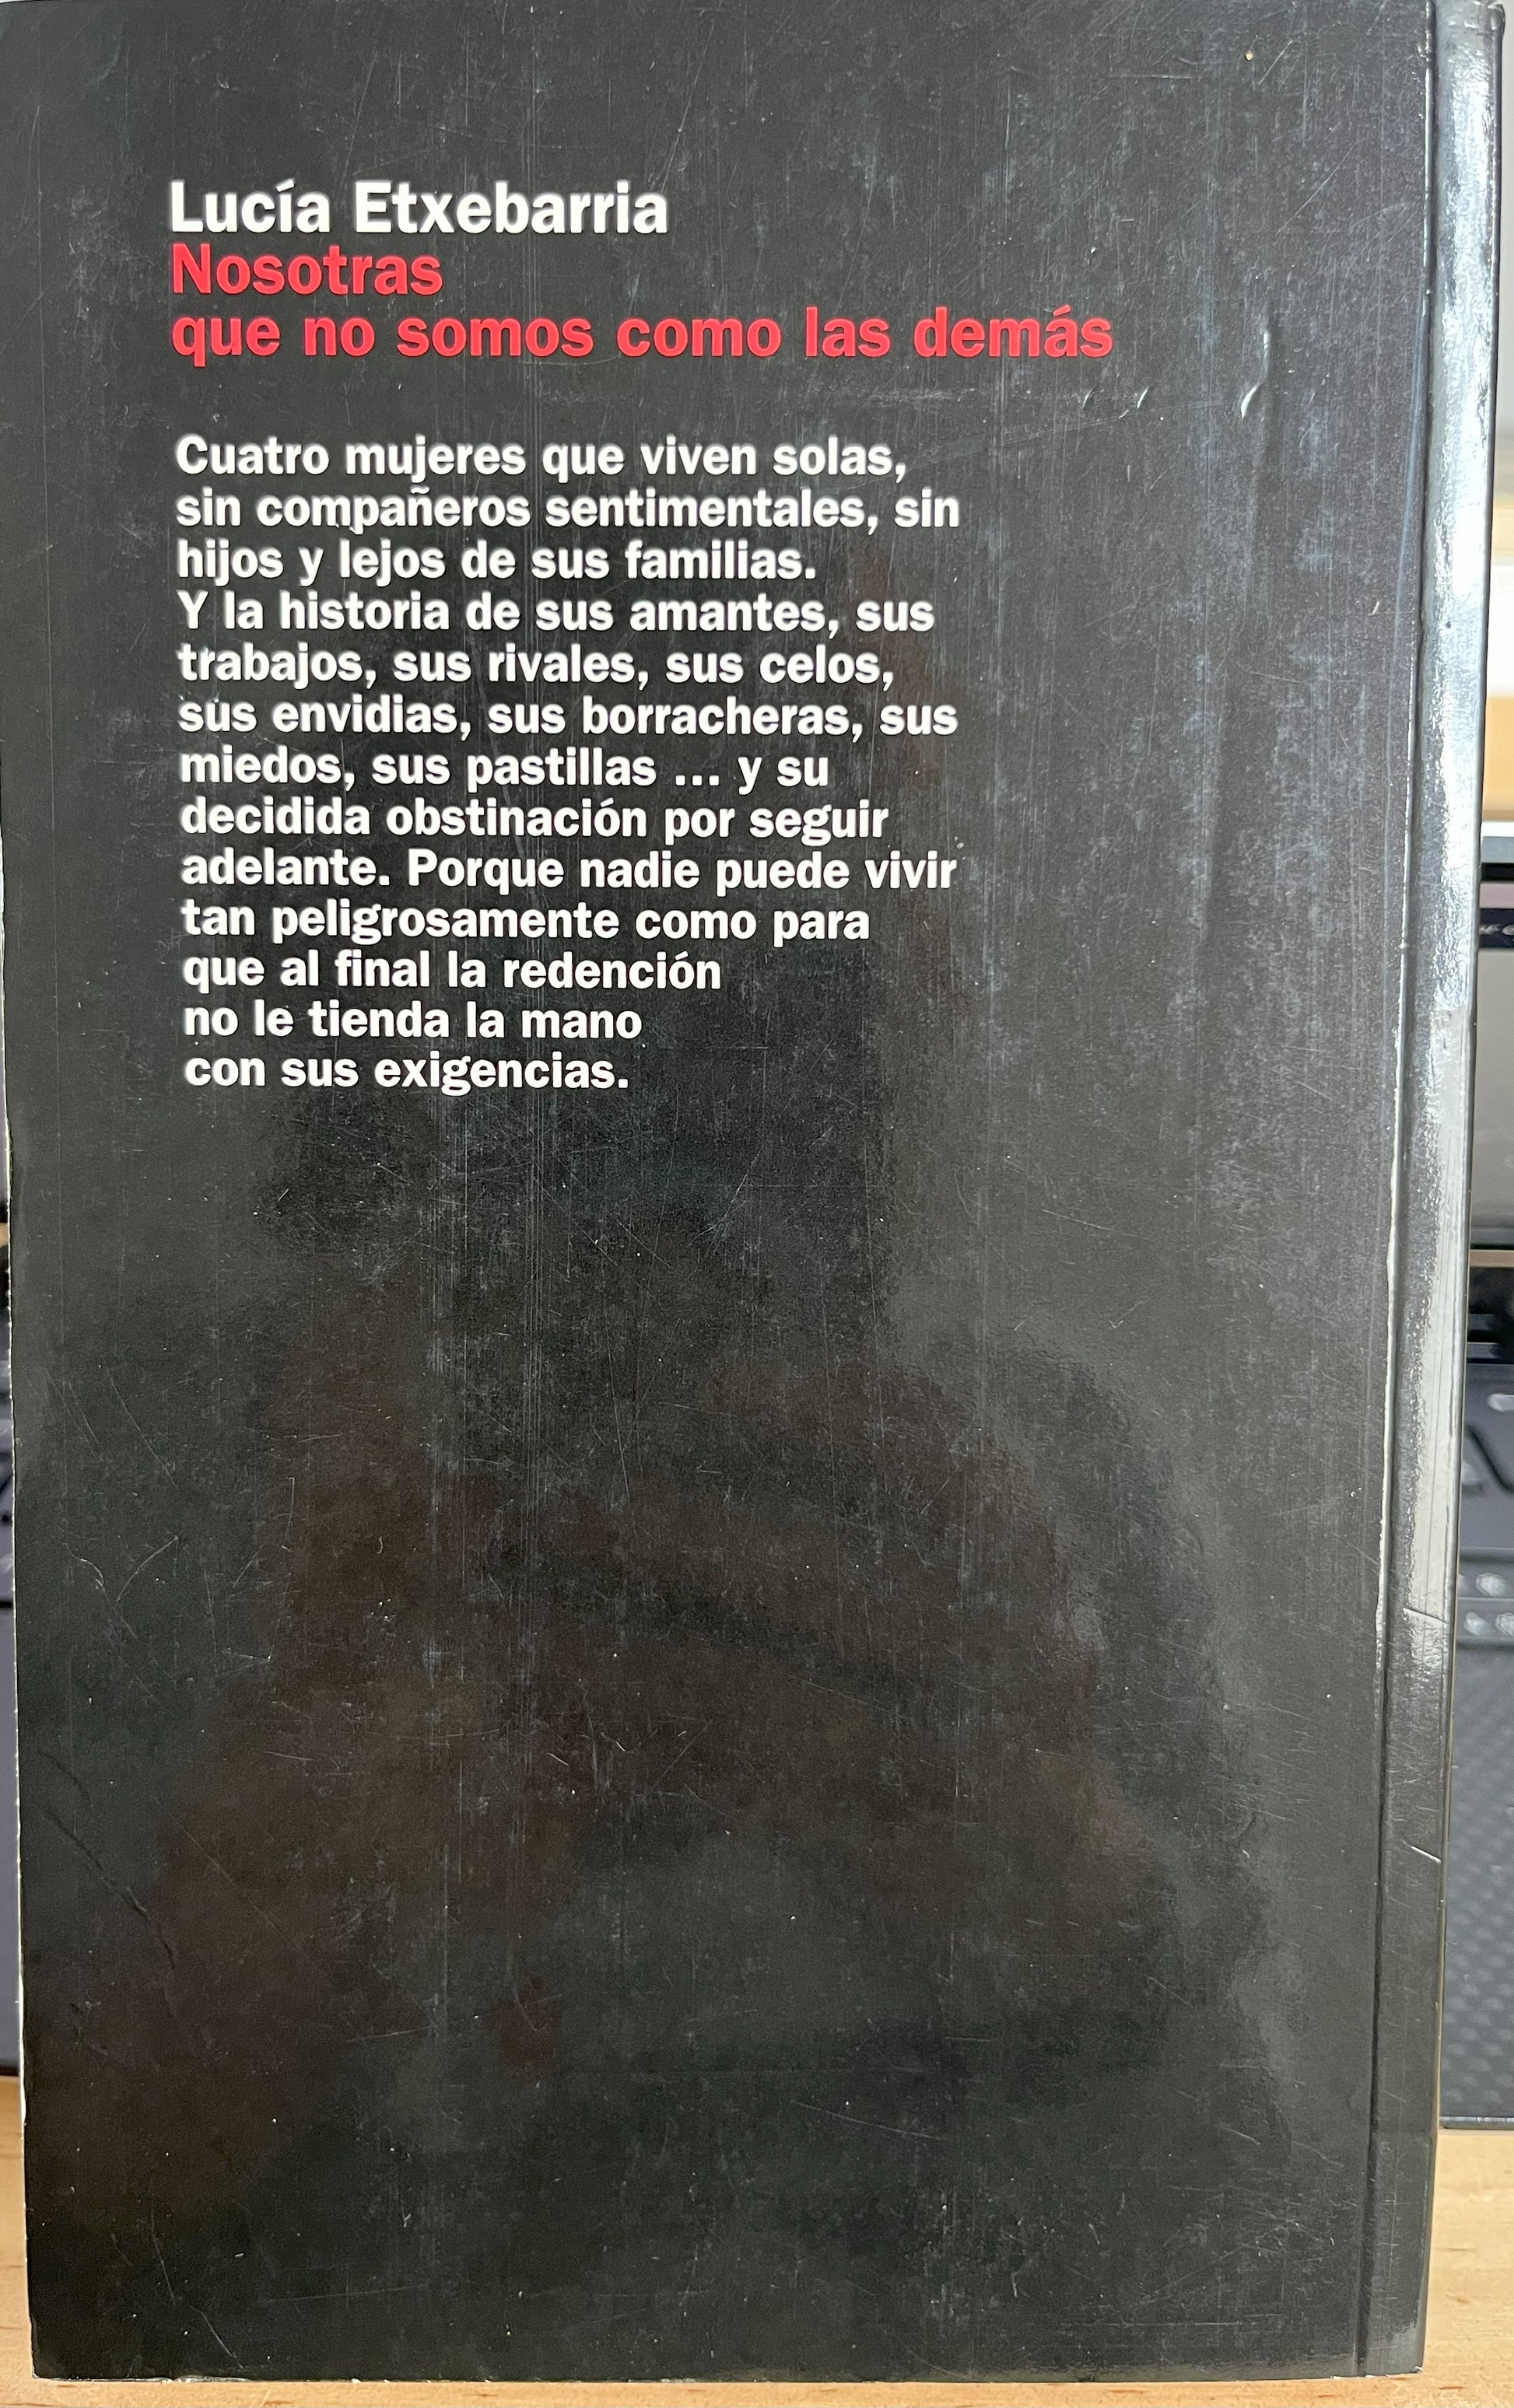 Lucía Etxebarria
Nosotras
que no somos como las demás
Cuatro mujeres que viven solas,
sin compañeros sentimentales, sin
hijos y lejos de sus familias.
Y la historia de sus amantes, sus
trabajos, sus rivales, sus celos,
sus envidias, sus borracheras, sus
miedos, sus pastillas ... y su
decidida obstinación por seguir
adelante. Porque nadie puede vivir
tan peligrosamente como para
que al final la redención
no le tienda la mano
con sus exigencias.